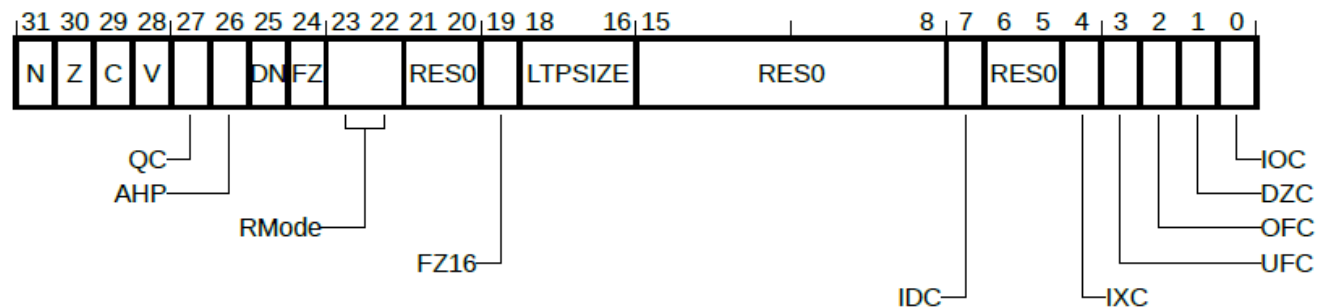 31 30 29 28 27 26 25 24 23 22 21 20 19 18 16 15 8 7 6 5 4 3 2 1 0
N Z C V DN FZ RES0 LTPSIZE RES0 RES0
QC IOC
AHP DZC
RMode OFC
FZ16 UFC
IDC IXC